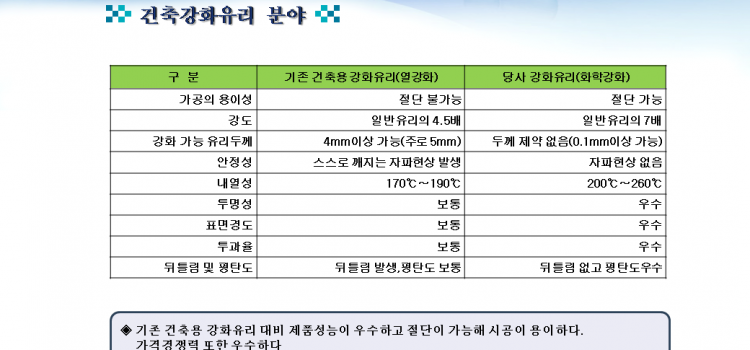 건축강화유리 분야
구 분 기존 건축용 강화유리(열강화) 당사 강화유리(화학강화)
가공의 용이성 절단 불가능 절단 가능
강도 일반유리의 4.5배 일반유리의 7배
강화 가능 유리두께 4mm이상 가능(주로 5mm) 두께 제약 없음(0.1mm이상 가능)
안정성 스스로 깨지는 자파현상 발생 자파현상 없음
내열성 170℃~190℃ 200℃~260℃
투명성 보통 우수
표면경도 보통 우수
투과율 보통 우수
뒤틀림 및 평탄도 뒤틀림 발생,평탄도 보통 뒤틀림 없고 평탄도우수
◈ 기존 건축용 강화유리 대비 제품성능이 우수하고 절단이 가능해 시공이 용이하다.
가격경쟁력 또한 우수하다